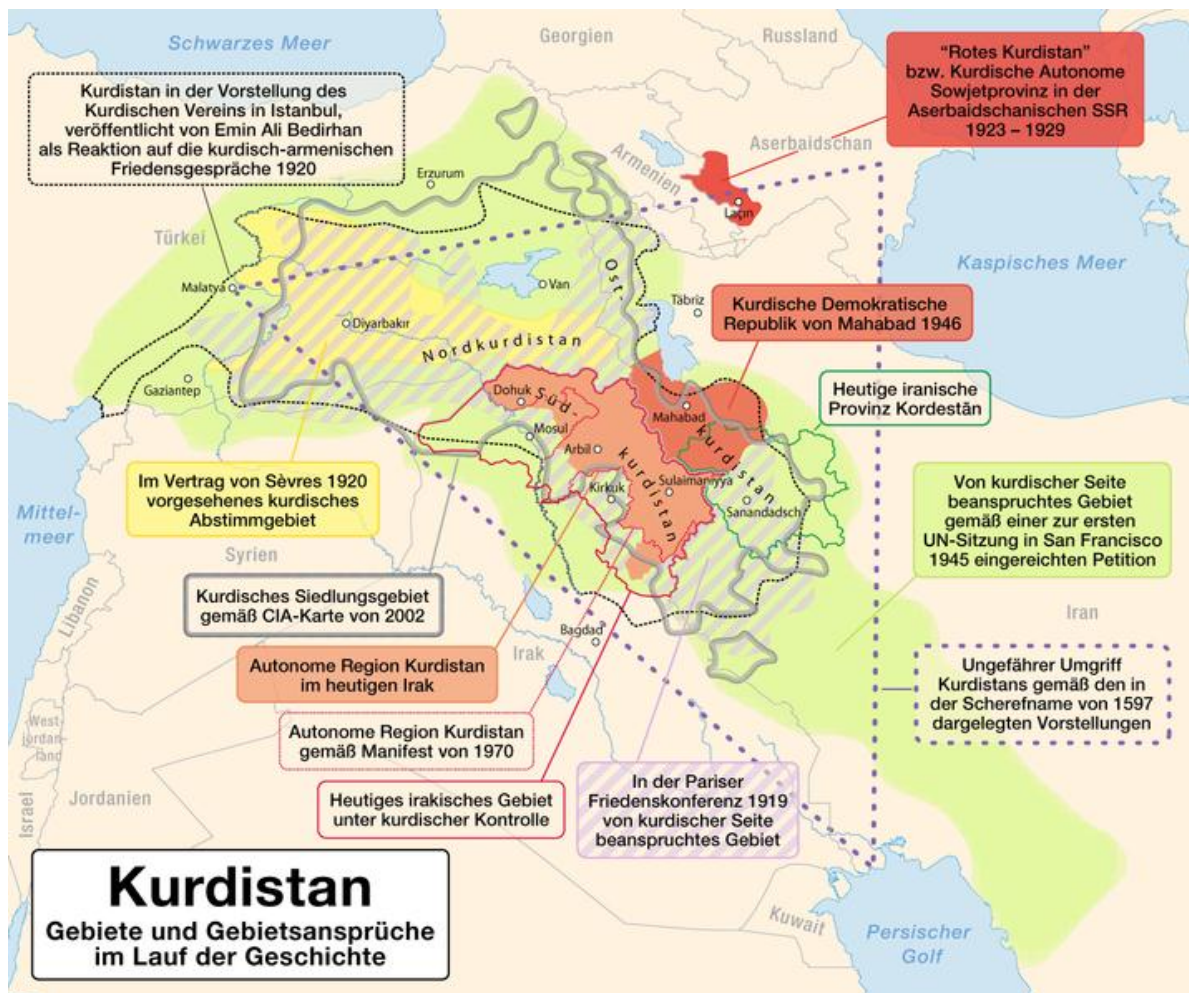 Schwarzes Meer
Georgien
Russland
"Rotes Kurdistan"
bzw. Kurdische Autonome
Sowjetprovinz in der
Aserbaidschanischen SSR
1923 – 1929
Kurdistan in der Vorstellung des
Kurdischen Vereins in Istanbul,
veröffentlicht von Emin Ali Bedirhan
als Reaktion auf die kurdisch-armenischen
Friedensgespräche 1920
Aserbaidschan
Armenien
Erzurum
Laçın
Türkei
Kaspisches Meer
Ost-
Malatya
Van
Täbriz
Kurdische Demokratische
Republik von Mahabad 1946
Diyarbakır
Nordkurdistan
Gaziantep
Dohuk
Süd-
kurdistan
Mahabad
kurdistan
Heutige iranische
Provinz Kordestān
Mosul
Arbil
Kirkuk
Sulaimaniyya
Sanandadsch
Im Vertrag von Sèvres 1920
vorgesehenes kurdisches
Abstimmgebiet
Von kurdischer Seite
beanspruchtes Gebiet
gemäß einer zur ersten
UN-Sitzung in San Francisco
1945 eingereichten Petition
Mittel-
meer
Syrien
Libanon
Kurdisches Siedlungsgebiet
gemäß CIA-Karte von 2002
Bagdad
Irak
Iran
Autonome Region Kurdistan
im heutigen Irak
Ungefährer Umgriff
Kurdistans gemäß den in
der Scherefname von 1597
dargelegten Vorstellungen
West-
jordan-
land
Autonome Region Kurdistan
gemäß Manifest von 1970
Israel
Jordanien
Heutiges irakisches Gebiet
unter kurdischer Kontrolle
In der Pariser
Friedenskonferenz 1919
von kurdischer Seite
beanspruchtes Gebiet
Kurdistan
Gebiete und Gebietsansprüche
im Lauf der Geschichte
Kuwait
Persischer
Golf